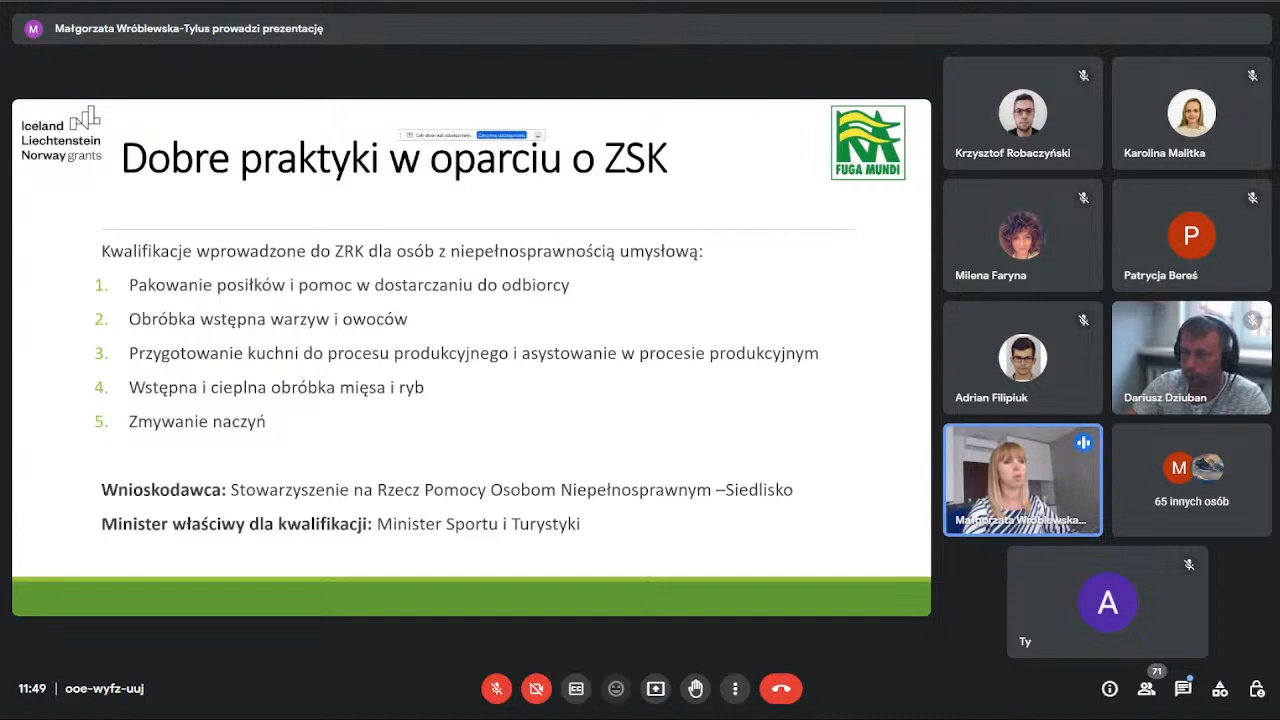 M Małgorzata Wróblewska-Tylus prowadzi prezentację
Iceland
Liechtenstein
Norway grants
Dobre praktyki w oparciu o ZSK
FUGA MUNDI
Kwalifikacje wprowadzone do ZRK dla osób z niepełnosprawnością umysłową:
1. Pakowanie posiłków i pomoc w dostarczaniu do odbiorcy
2. Obróbka wstępna warzyw i owoców
3. Przygotowanie kuchni do procesu produkcyjnego i asystowanie w procesie produkcyjnym
4. Wstępna i cieplna obróbka mięsa i ryb
5. Zmywanie naczyń
Wnioskodawca: Stowarzyszenie na Rzecz Pomocy Osobom Niepełnosprawnym –Siedlisko
Minister właściwy dla kwalifikacji: Minister Sportu i Turystyki
Krzysztof Robaczyński
Karolina Malitka
Milena Faryna
P
Patrycja Bereś
Adrian Filipiuk
Dariusz Dziuban
Małgorzata Wróblewska...
M
65 innych osób
A
Ty
11:49 | ooe-wyfz-uuj
71